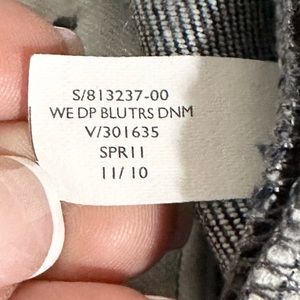 S/813237-00
WE DP BLUTRS DNM
V/301635
SPR11
11/10